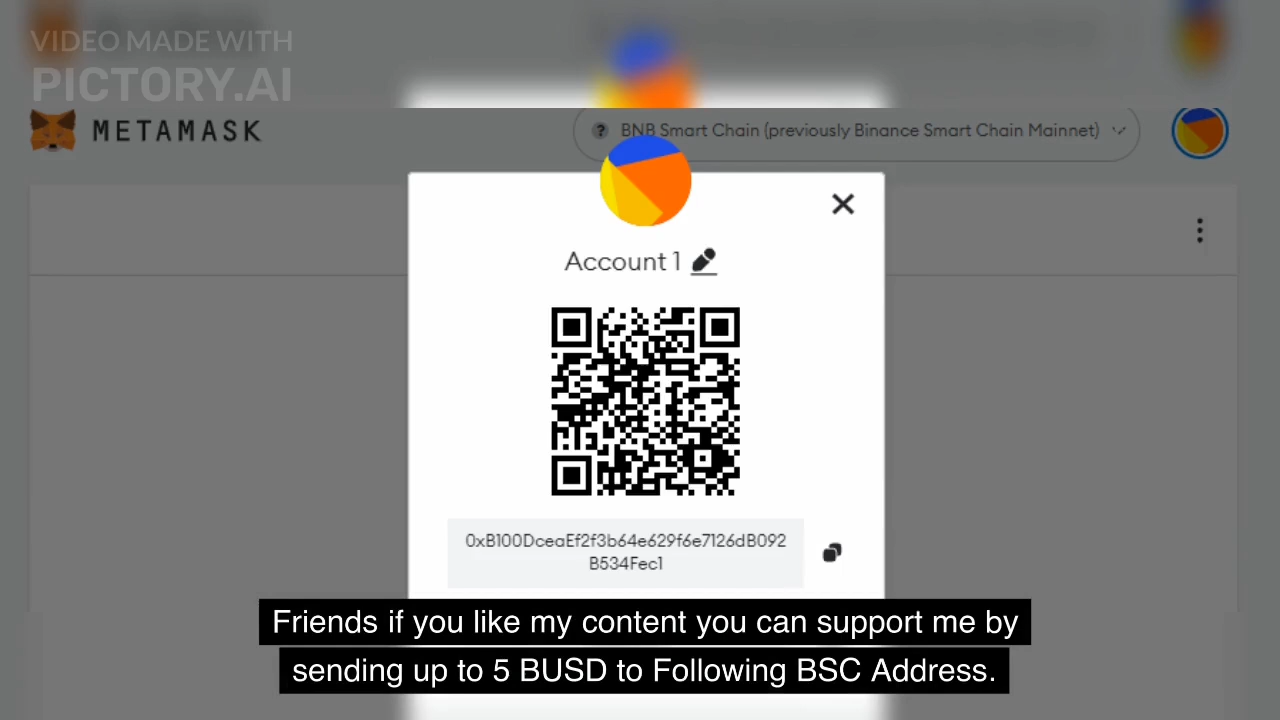 VIDEO MADE WITH
PICTORY.AI
METAMASK
? BNB Smart Chain (previously Binance Smart Chain Mainnet)
Account 1
0xB100DceaEf2f3b64e629f6e7126dB092
B534Fec1
Friends if you like my content you can support me by
sending up to 5 BUSD to Following BSC Address.